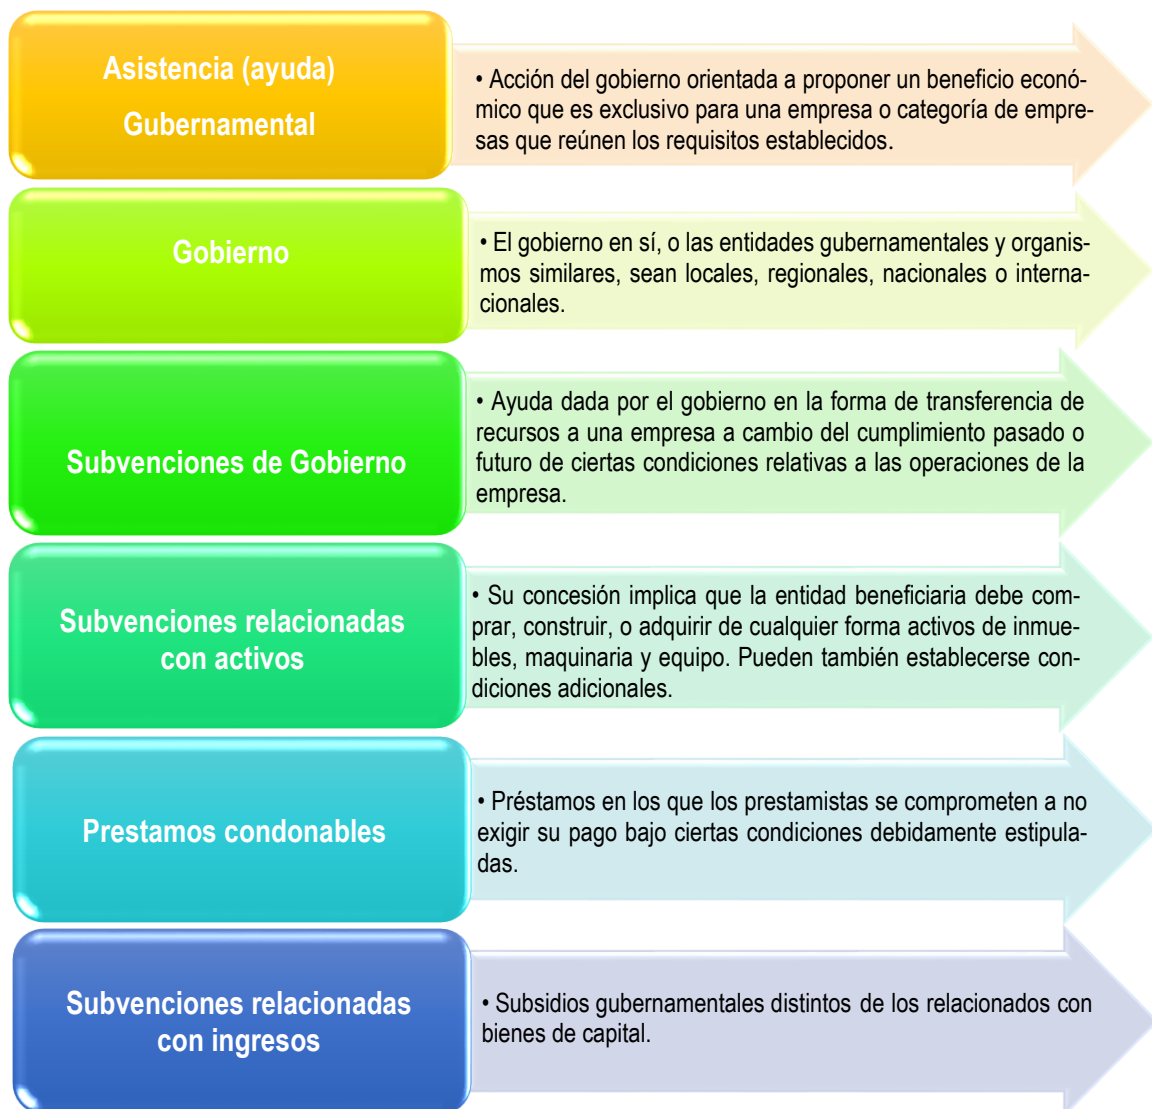 Asistencia (ayuda)
Gubernamental
• Acción del gobierno orientada a proponer un beneficio econó-
mico que es exclusivo para una empresa o categoría de empre-
sas que reúnen los requisitos establecidos.
Gobierno
• El gobierno en sí, o las entidades gubernamentales y organis-
mos similares, sean locales, regionales, nacionales o interna-
cionales.
Subvenciones de Gobierno
• Ayuda dada por el gobierno en la forma de transferencia de
recursos a una empresa a cambio del cumplimiento pasado o
futuro de ciertas condiciones relativas a las operaciones de la
empresa.
Subvenciones relacionadas
con activos
• Su concesión implica que la entidad beneficiaria debe com-
prar, construir, o adquirir de cualquier forma activos de inmue-
bles, maquinaria y equipo. Pueden también establecerse con-
diciones adicionales.
Prestamos condonables
• Préstamos en los que los prestamistas se comprometen a no
exigir su pago bajo ciertas condiciones debidamente estipula-
das.
Subvenciones relacionadas
con ingresos
• Subsidios gubernamentales distintos de los relacionados con
bienes de capital.